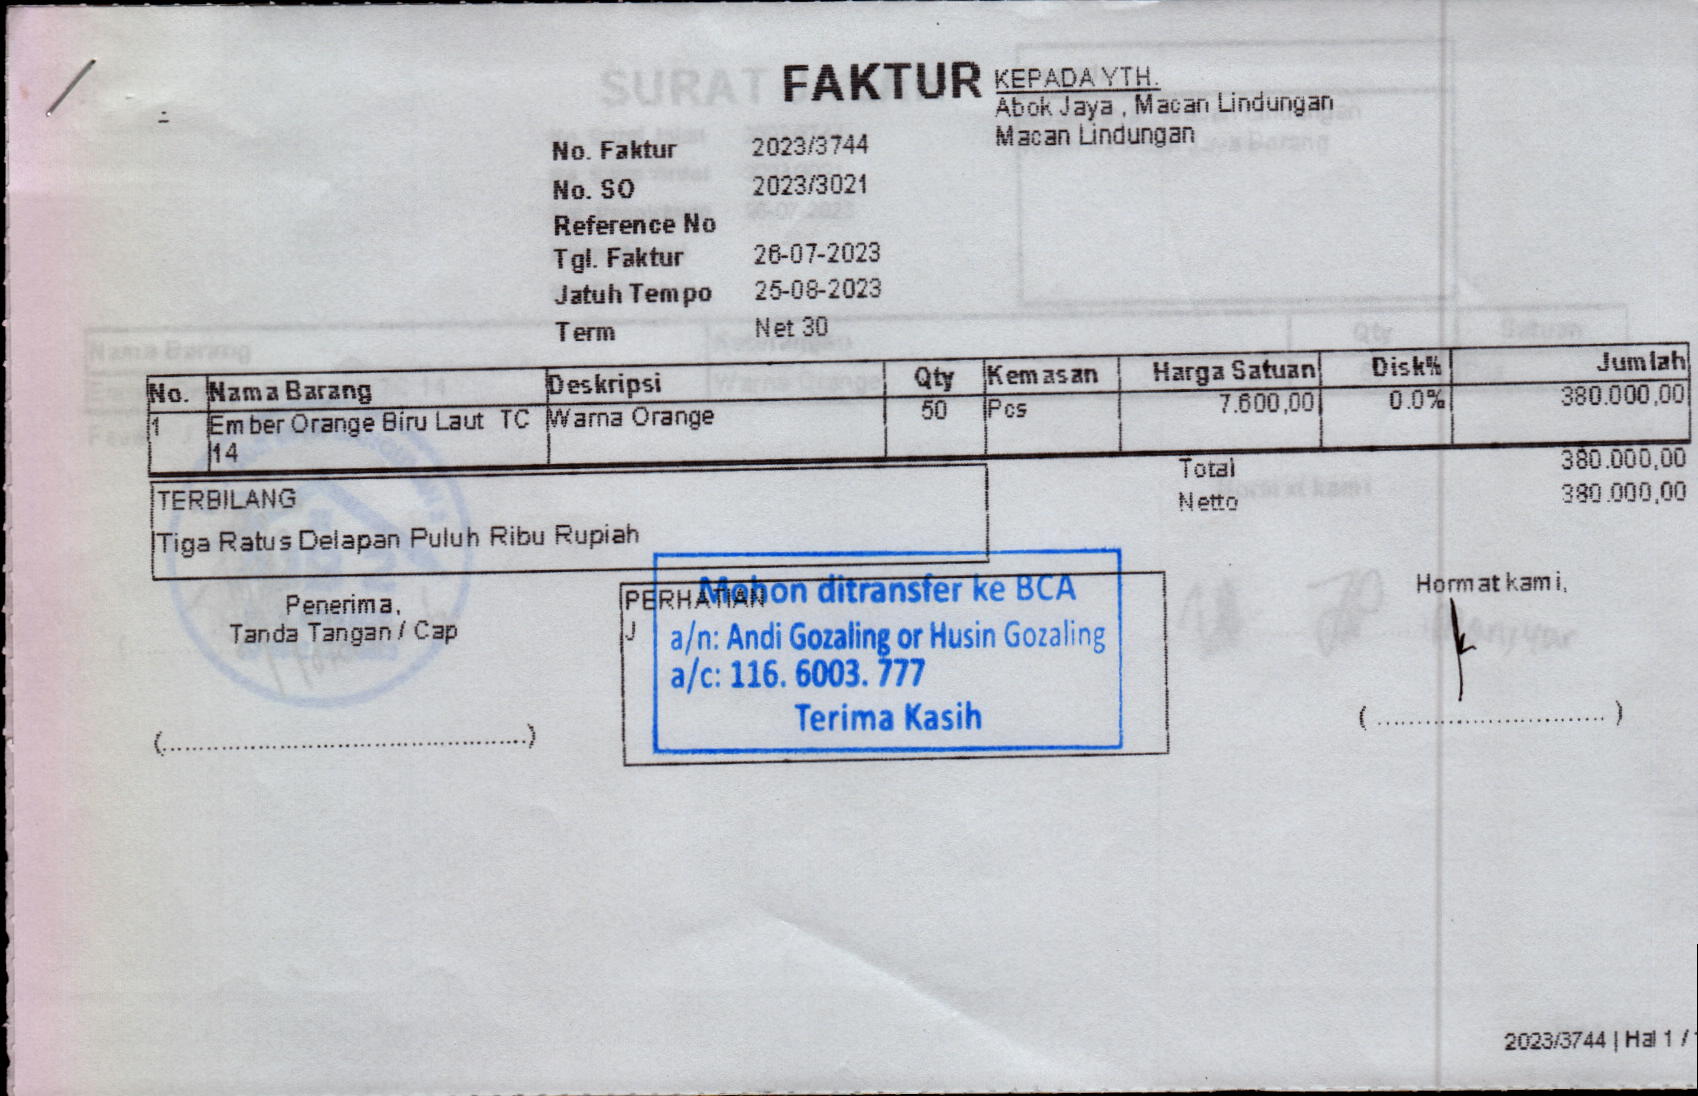 FAKTUR
KEPADA YTH.
Abok Jaya , Macan Lindungan
Macan Lindungan
No. Faktur 2023/3744
No. SO 2023/3021
Reference No
Tgl. Faktur 26-07-2023
Jatuh Tempo 25-08-2023
Term Net 30
No. Nama Barang Deskripsi Qty Kemasan Harga Satuan Disk% Jumlah
1 Ember Orange Biru Laut TC Warna Orange 50 Pcs 7.600,00 0.0% 380.000,00
14
Total 380.000,00
Netto 380.000,00
TERBILANG
Tiga Ratus Delapan Puluh Ribu Rupiah
Penerima,
Tanda Tangan / Cap
PERHATIAN
J
Mohon ditransfer ke BCA
a/n: Andi Gozaling or Husin Gozaling
a/c: 116. 6003. 777
Terima Kasih
Hormat kami,
(..............................................)
( ............................. )
2023/3744 | Hal 1 /